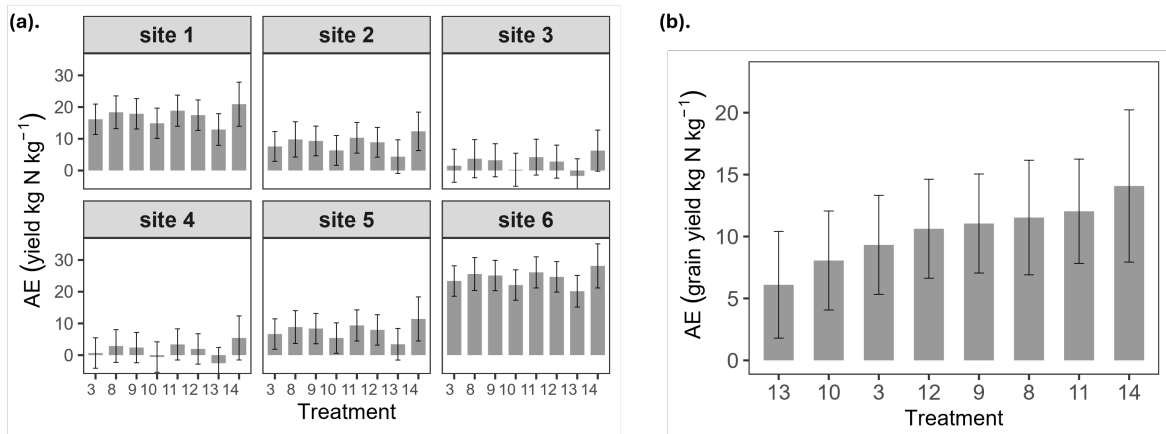 (a).
site 1 site 2 site 3
30
20
10
0
site 4 site 5 site 6
30
20
10
0
AE (yield kg N kg⁻¹)
3 8 9 10 11 12 13 14 3 8 9 10 11 12 13 14 3 8 9 10 11 12 13 14
Treatment
(b).
20
15
10
5
0
AE (grain yield kg N kg⁻¹)
13 10 3 12 9 8 11 14
Treatment